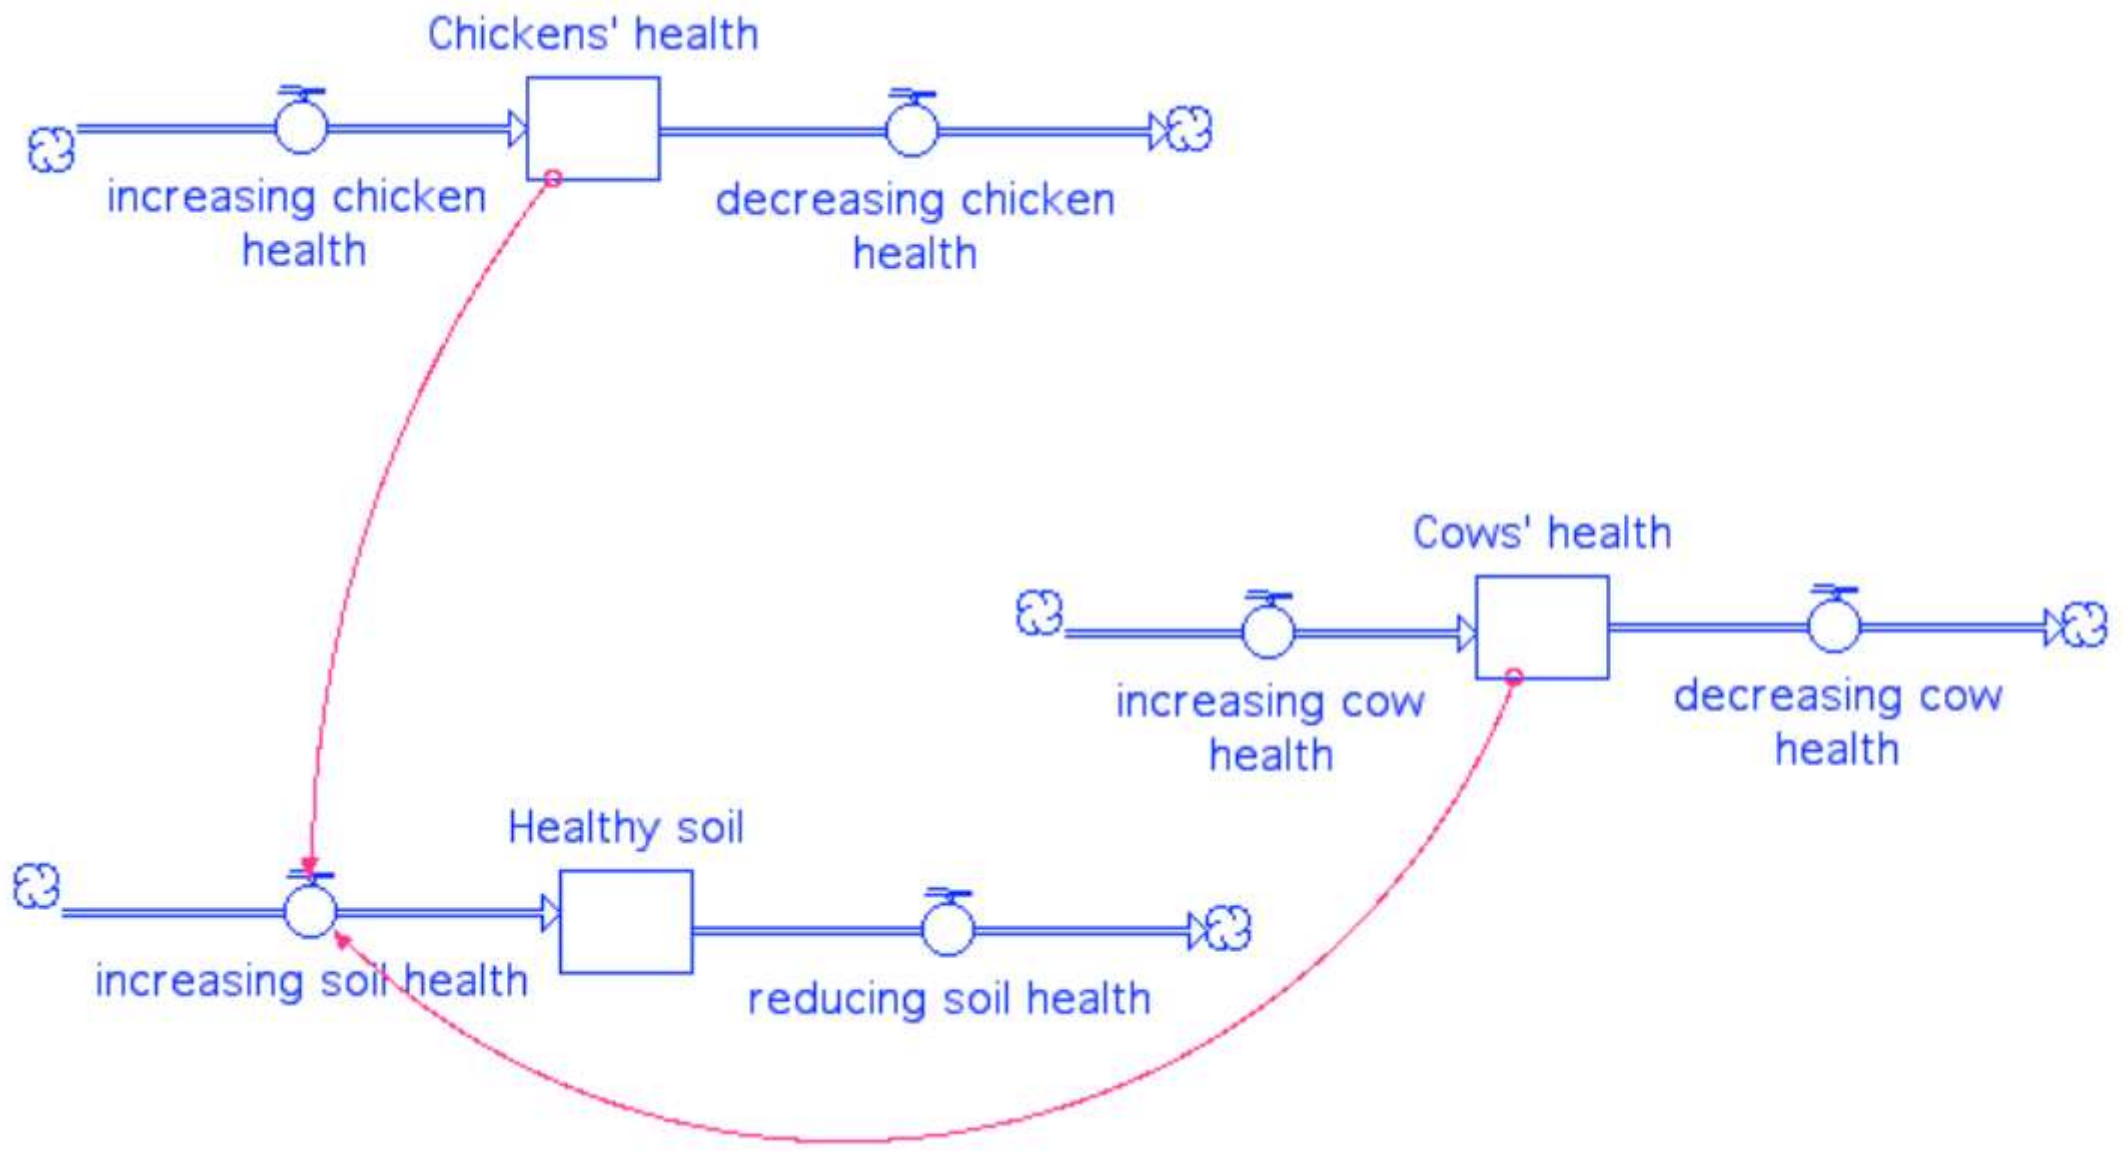 Chickens' health
increasing chicken
health
decreasing chicken
health
Cows' health
increasing cow
health
decreasing cow
health
Healthy soil
increasing soil health
reducing soil health